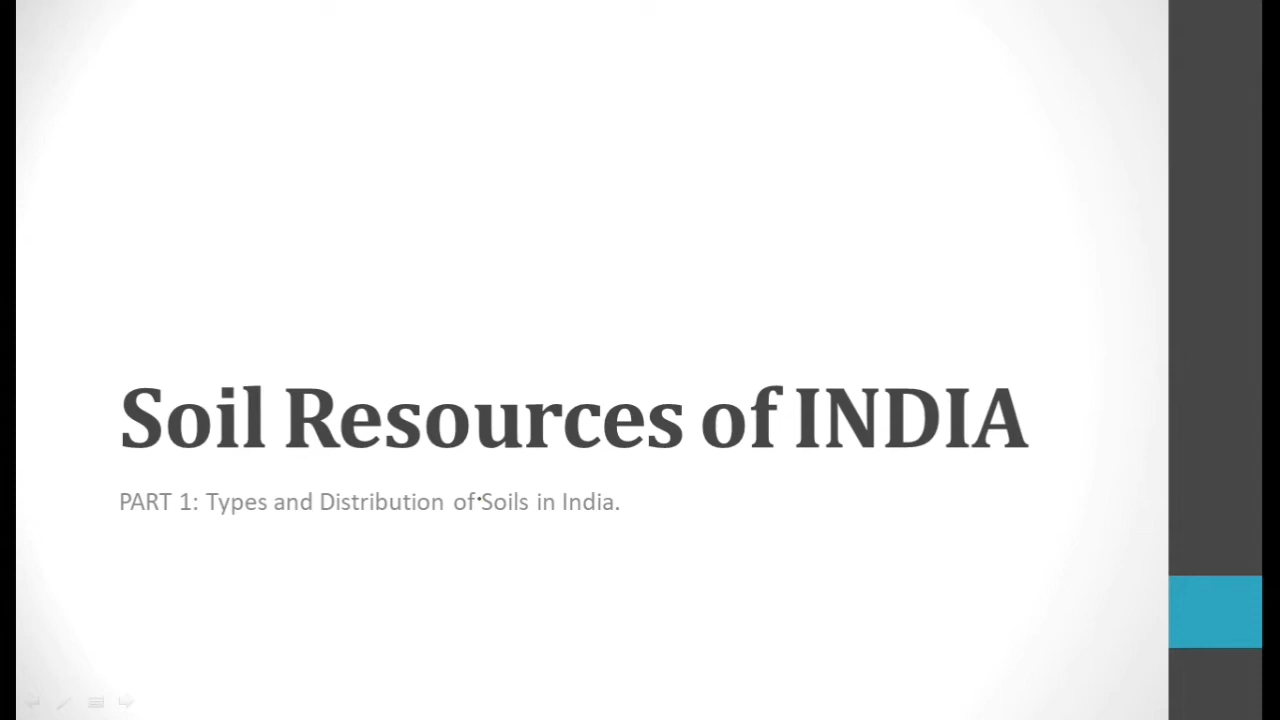 Soil Resources of INDIA
PART 1: Types and Distribution of Soils in India.